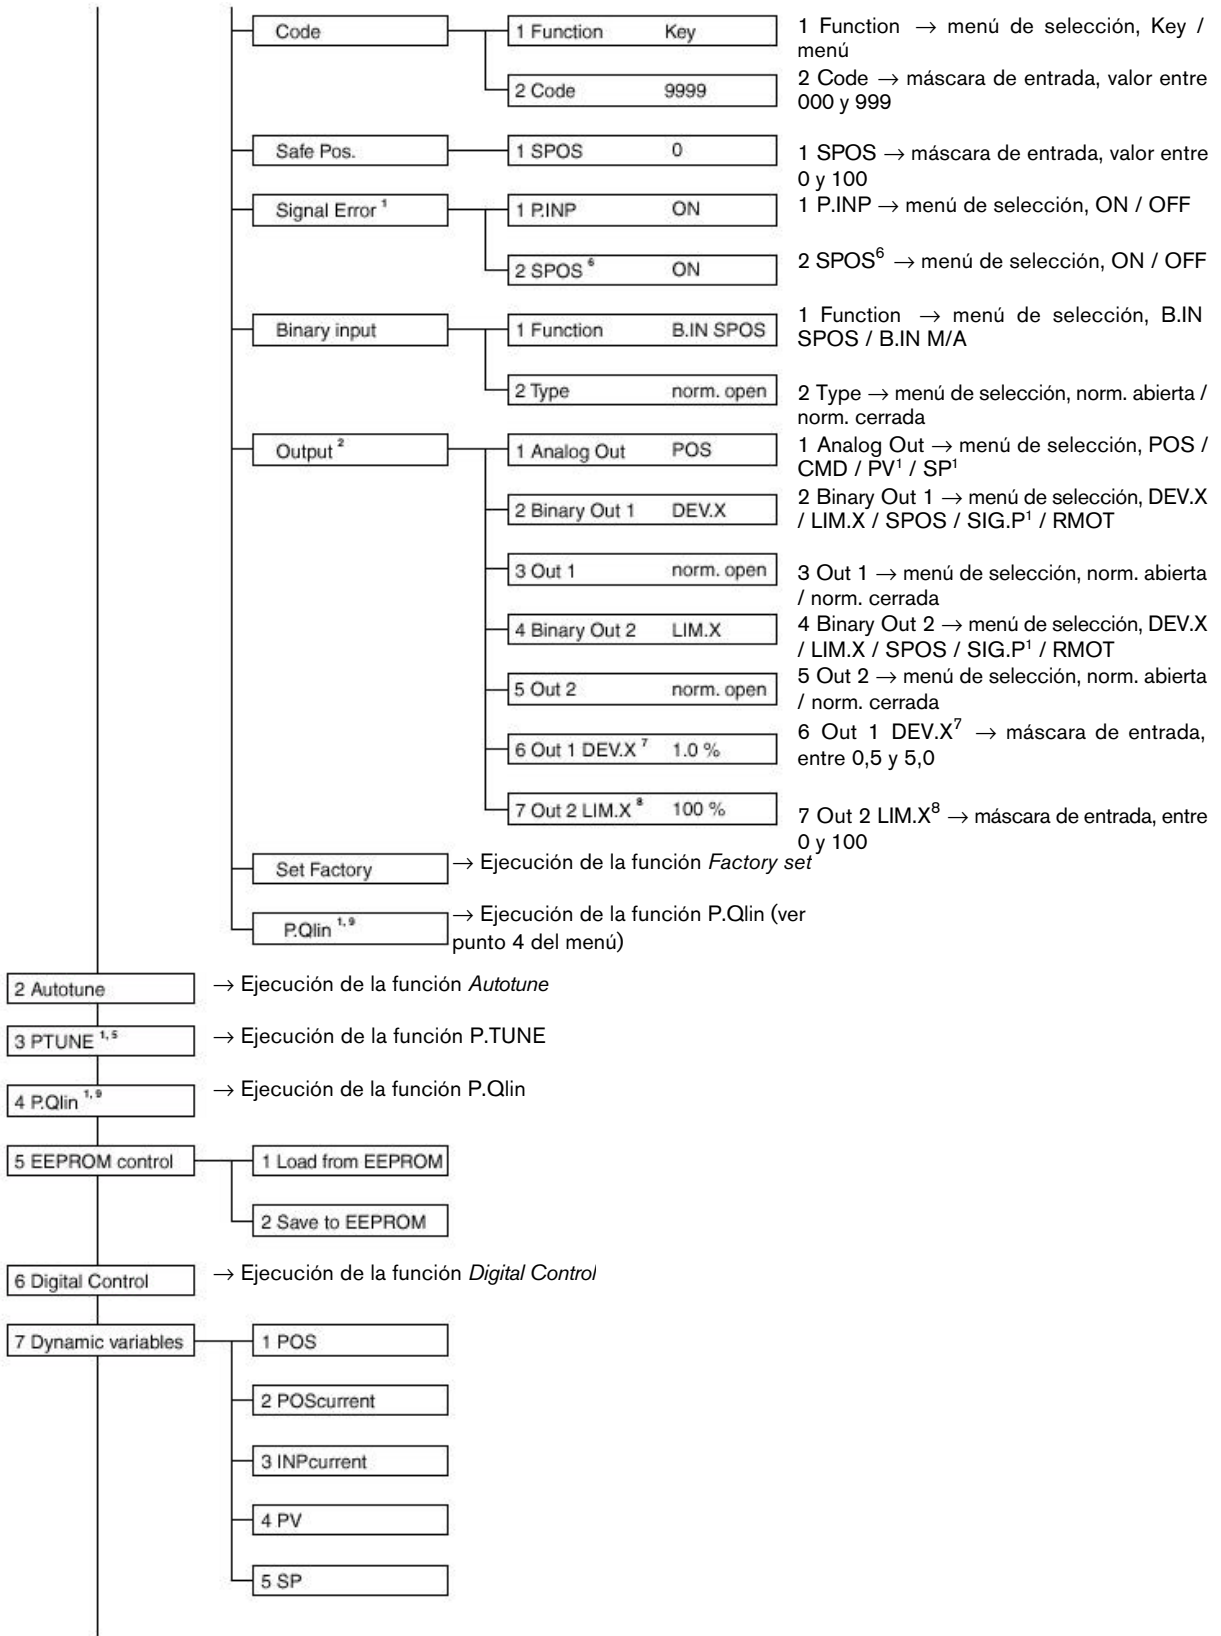 Code
1 Function Key
1 Function → menú de selección, Key /
menú
2 Code 9999
2 Code → máscara de entrada, valor entre
000 y 999
Safe Pos.
1 SPOS 0
1 SPOS → máscara de entrada, valor entre
0 y 100
Signal Error ¹
1 P.INP ON
1 P.INP → menú de selección, ON / OFF
2 SPOS ⁶ ON
2 SPOS⁶ → menú de selección, ON / OFF
Binary input
1 Function B.IN SPOS
1 Function → menú de selección, B.IN
SPOS / B.IN M/A
2 Type norm. open
2 Type → menú de selección, norm. abierta /
norm. cerrada
Output ²
1 Analog Out POS
1 Analog Out → menú de selección, POS /
CMD / PV¹ / SP¹
2 Binary Out 1 DEV.X
2 Binary Out 1 → menú de selección, DEV.X
/ LIM.X / SPOS / SIG.P¹ / RMOT
3 Out 1 norm. open
3 Out 1 → menú de selección, norm. abierta
/ norm. cerrada
4 Binary Out 2 LIM.X
4 Binary Out 2 → menú de selección, DEV.X
/ LIM.X / SPOS / SIG.P¹ / RMOT
5 Out 2 norm. open
5 Out 2 → menú de selección, norm. abierta
/ norm. cerrada
6 Out 1 DEV.X ⁷ 1.0 %
6 Out 1 DEV.X⁷ → máscara de entrada,
entre 0,5 y 5,0
7 Out 2 LIM.X ⁸ 100 %
7 Out 2 LIM.X⁸ → máscara de entrada, entre
0 y 100
Set Factory
→ Ejecución de la función Factory set
P.Qlin ¹,⁹
→ Ejecución de la función P.Qlin (ver
punto 4 del menú)
2 Autotune
→ Ejecución de la función Autotune
3 PTUNE ¹,⁵
→ Ejecución de la función P.TUNE
4 P.Qlin ¹,⁹
→ Ejecución de la función P.Qlin
5 EEPROM control
1 Load from EEPROM
2 Save to EEPROM
6 Digital Control
→ Ejecución de la función Digital Control
7 Dynamic variables
1 POS
2 POScurrent
3 INPcurrent
4 PV
5 SP